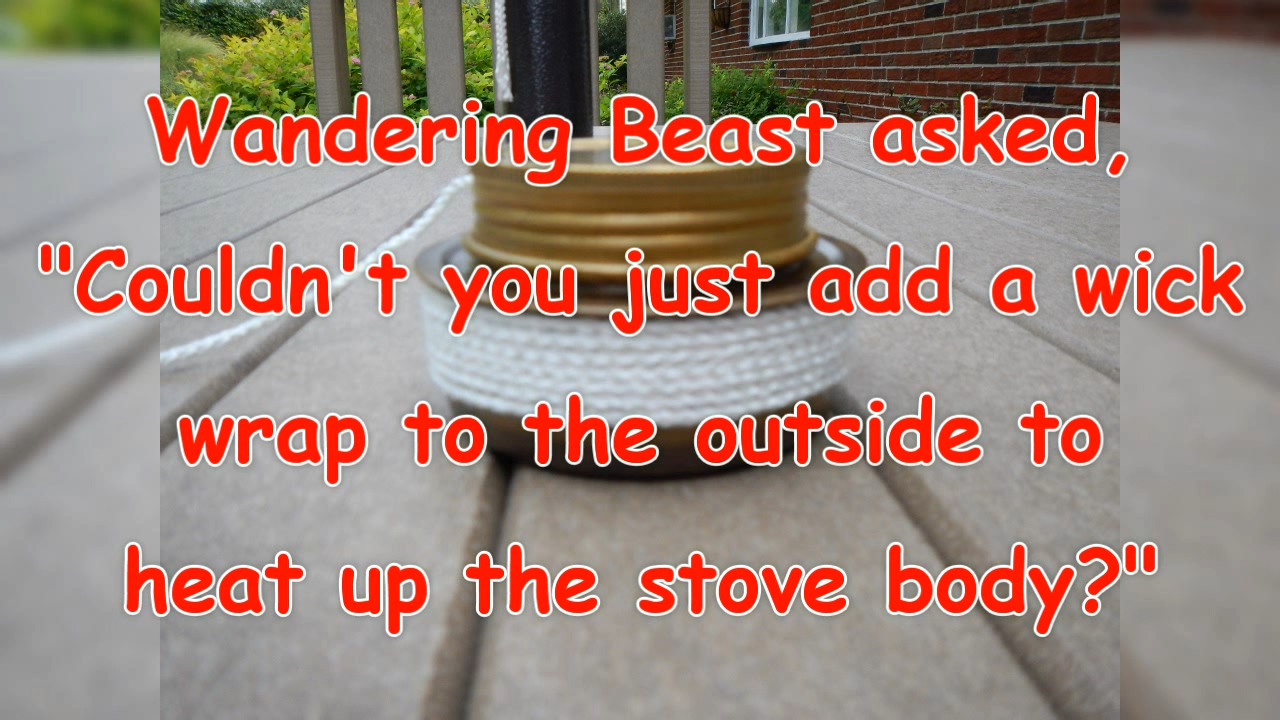 Wandering Beast asked,
"Couldn't you just add a wick
wrap to the outside to
heat up the stove body?"